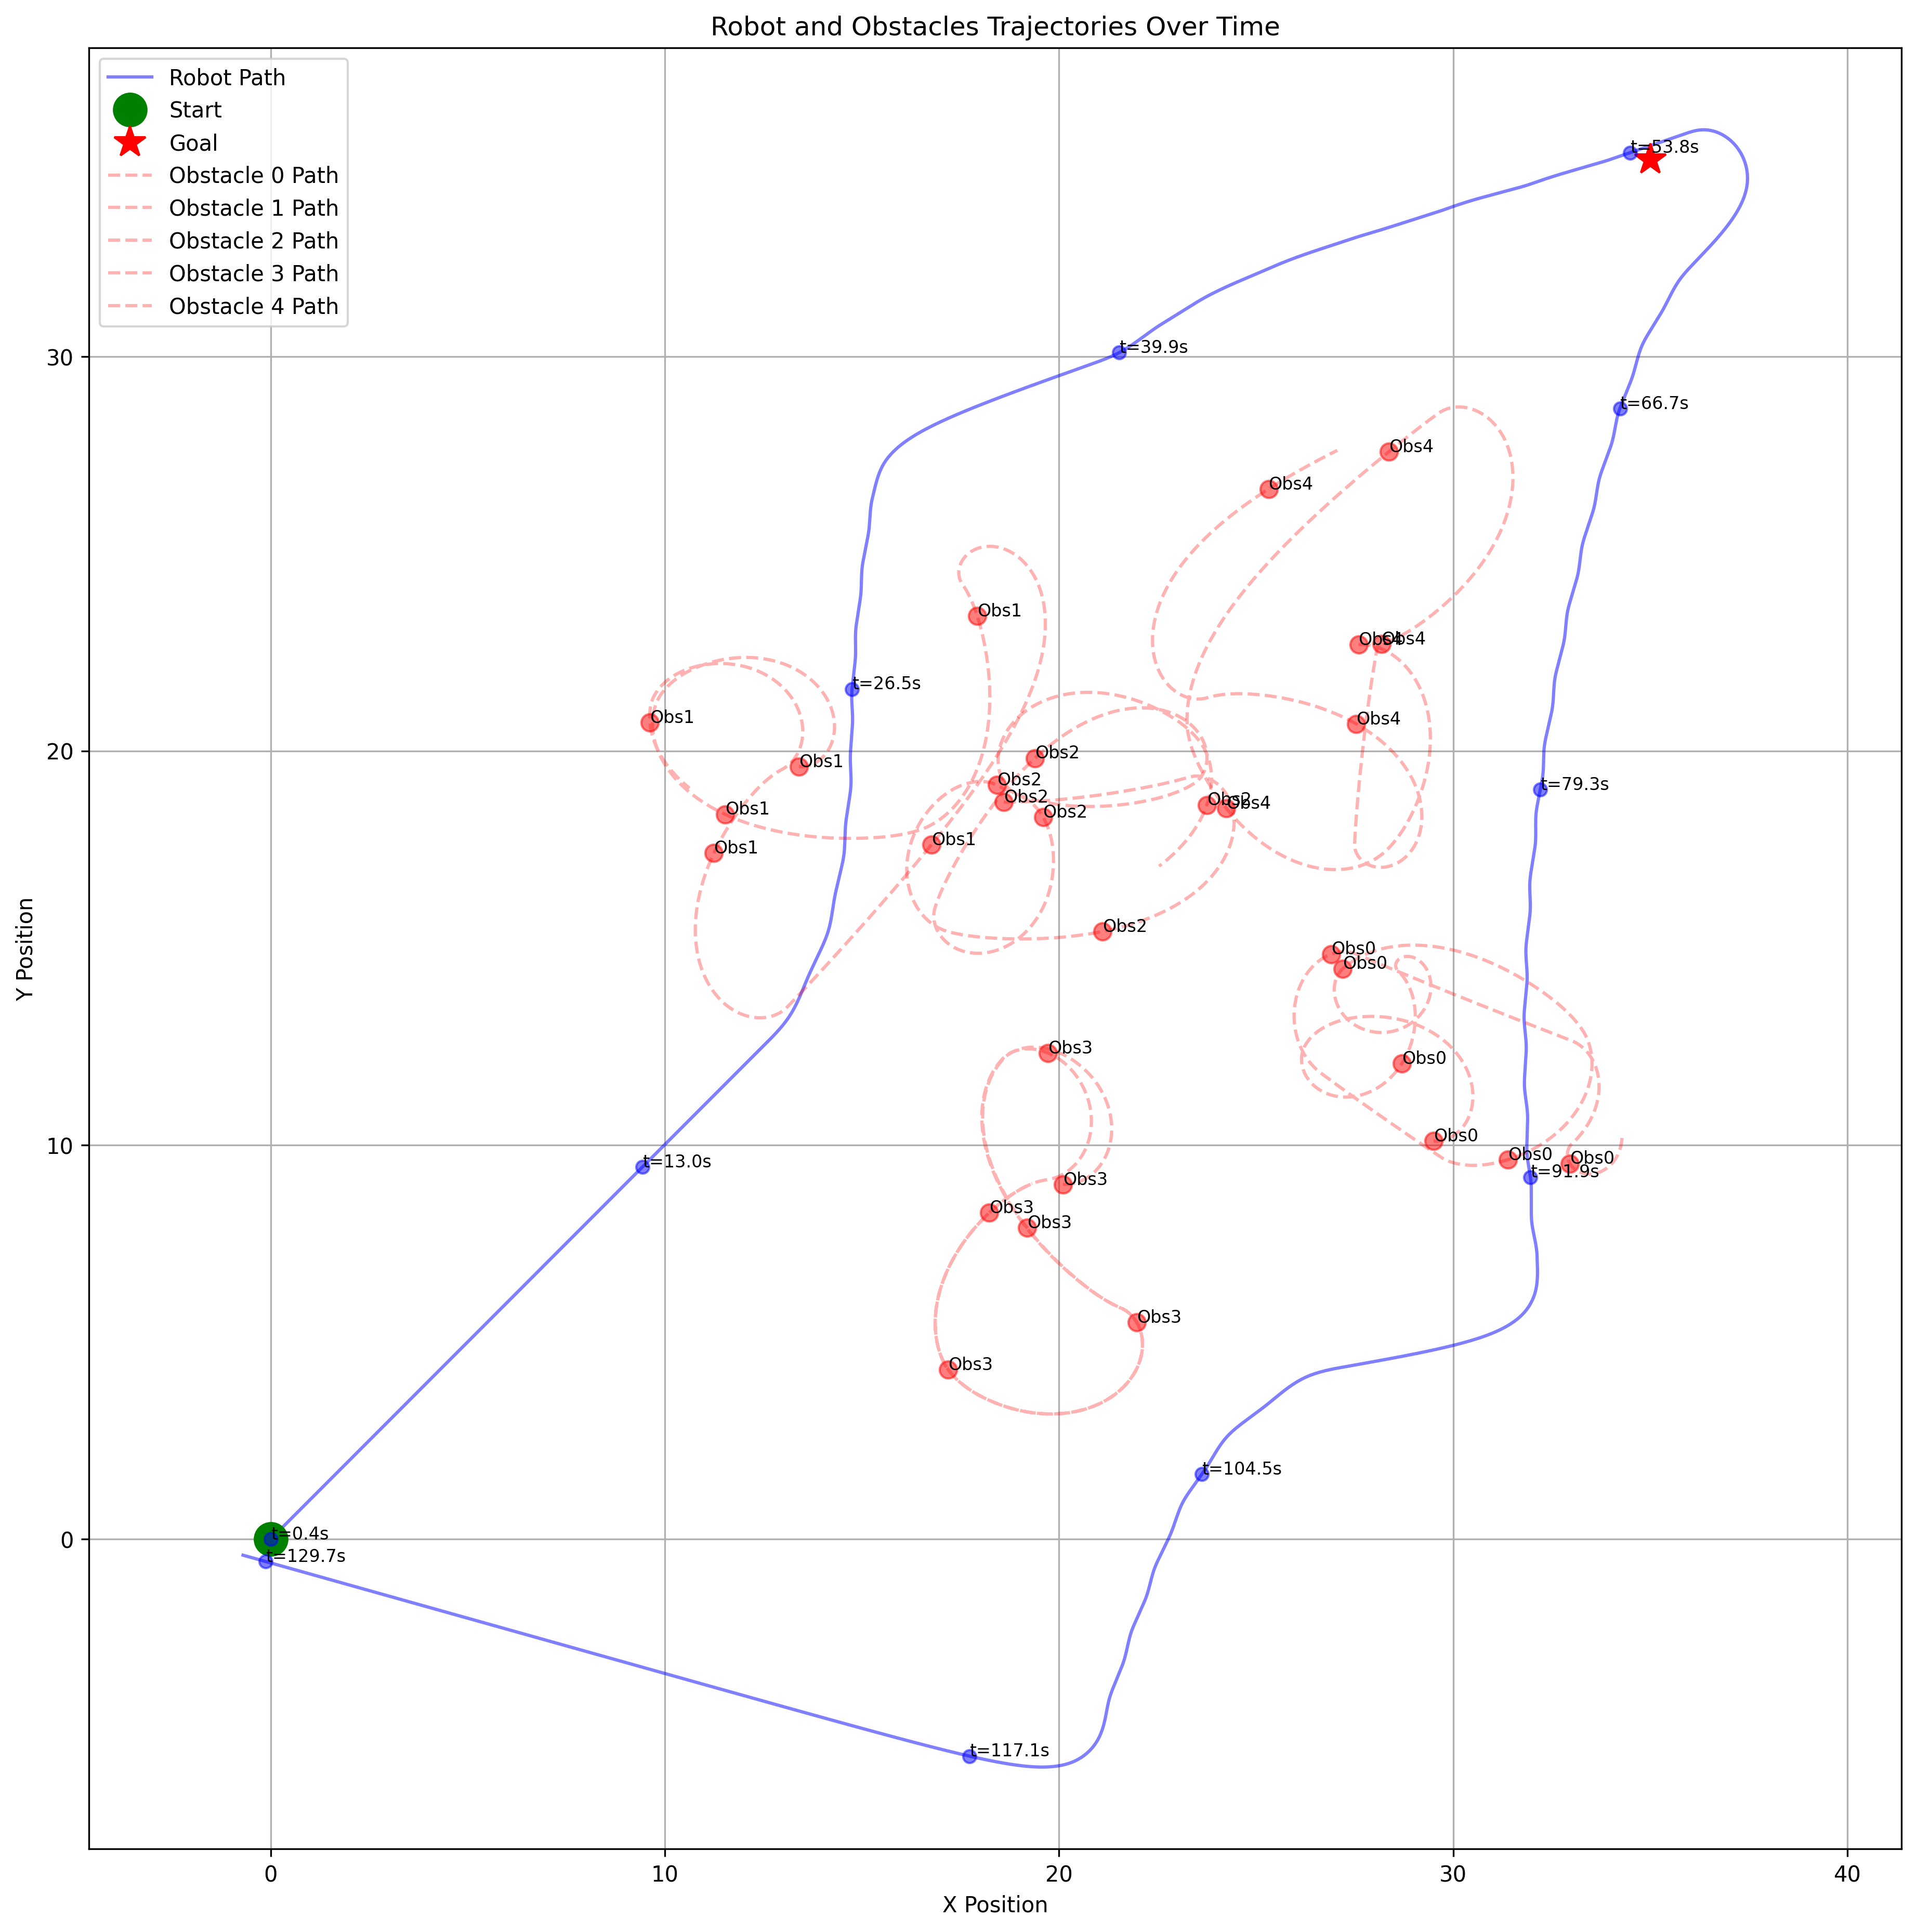 Robot and Obstacles Trajectories Over Time
Robot Path
Start
Goal
Obstacle 0 Path
Obstacle 1 Path
Obstacle 2 Path
Obstacle 3 Path
Obstacle 4 Path
t=53.8s
t=39.9s
t=66.7s
Obs4
Obs4
Obs1
Obs4
Obs4
t=26.5s
Obs1
Obs4
Obs2
Obs1
Obs2
t=79.3s
Obs2
Obs2
Obs4
Obs1
Obs2
Obs1
Obs1
Obs2
Obs0
Obs0
Obs3
Obs0
Obs0
t=13.0s
Obs0
Obs0
t=91.9s
Obs3
Obs3
Obs3
Obs3
Obs3
t=104.5s
t=0.4s
t=129.7s
t=117.1s
30
20
10
0
Y Position
0 10 20 30 40
X Position